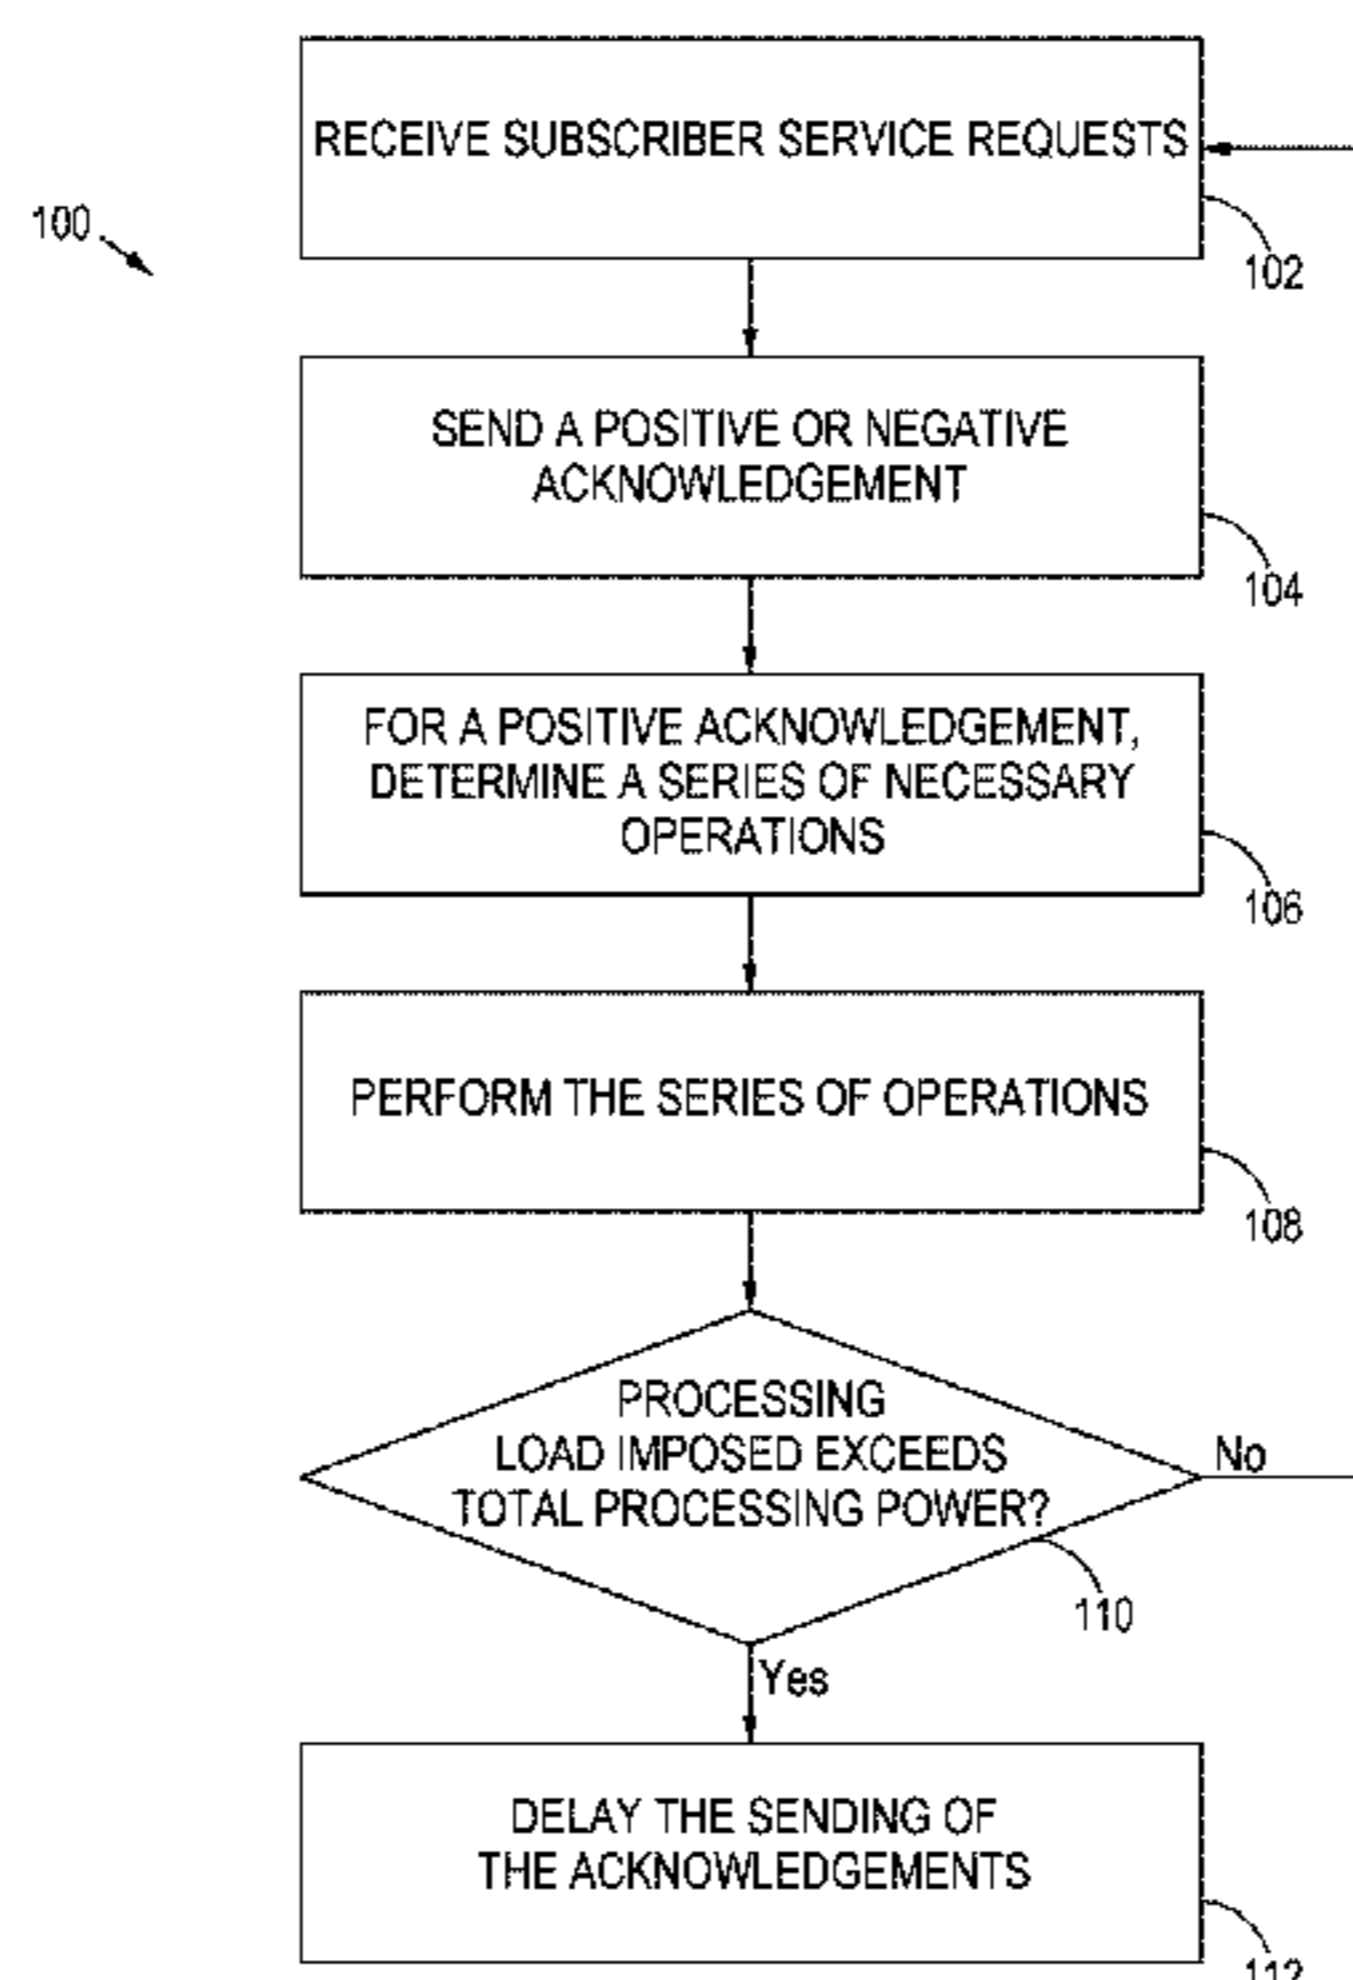 RECEIVE SUBSCRIBER SERVICE REQUESTS
100
102
SEND A POSITIVE OR NEGATIVE
ACKNOWLEDGEMENT
104
FOR A POSITIVE ACKNOWLEDGEMENT,
DETERMINE A SERIES OF NECESSARY
OPERATIONS
106
PERFORM THE SERIES OF OPERATIONS
108
PROCESSING
LOAD IMPOSED EXCEEDS
TOTAL PROCESSING POWER?
No
110
Yes
DELAY THE SENDING OF
THE ACKNOWLEDGEMENTS
112